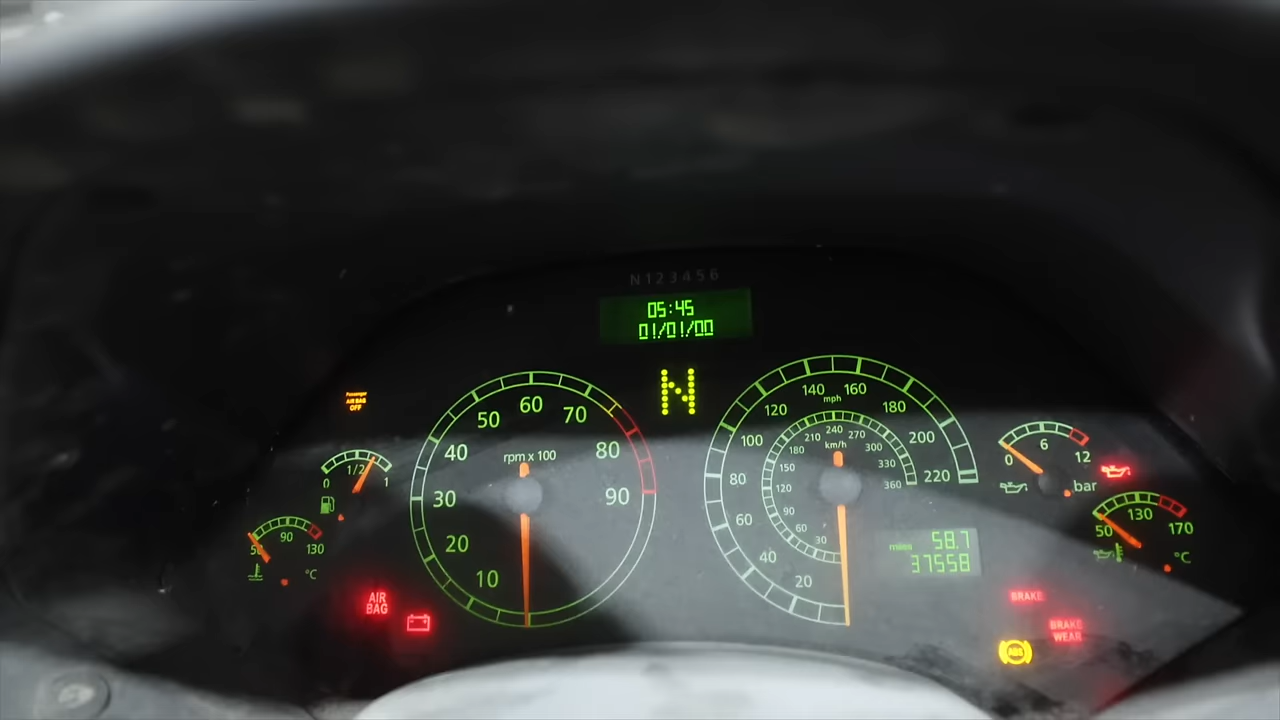 N123456
05:45
01/01/00
N
Passenger
AIR BAG
OFF
0 1/2 1
50 90 130
°C
AIR
BAG
10 20 30 40 50 60 70 80 90
rpm x 100
20 40 60 80 100 120 140 160 180 200 220
mph
30 60 90 120 150 180 210 240 270 300 330 360
km/h
miles 58.7
37558
0 6 12
bar
50 130 170
°C
BRAKE
BRAKE
WEAR
ABS